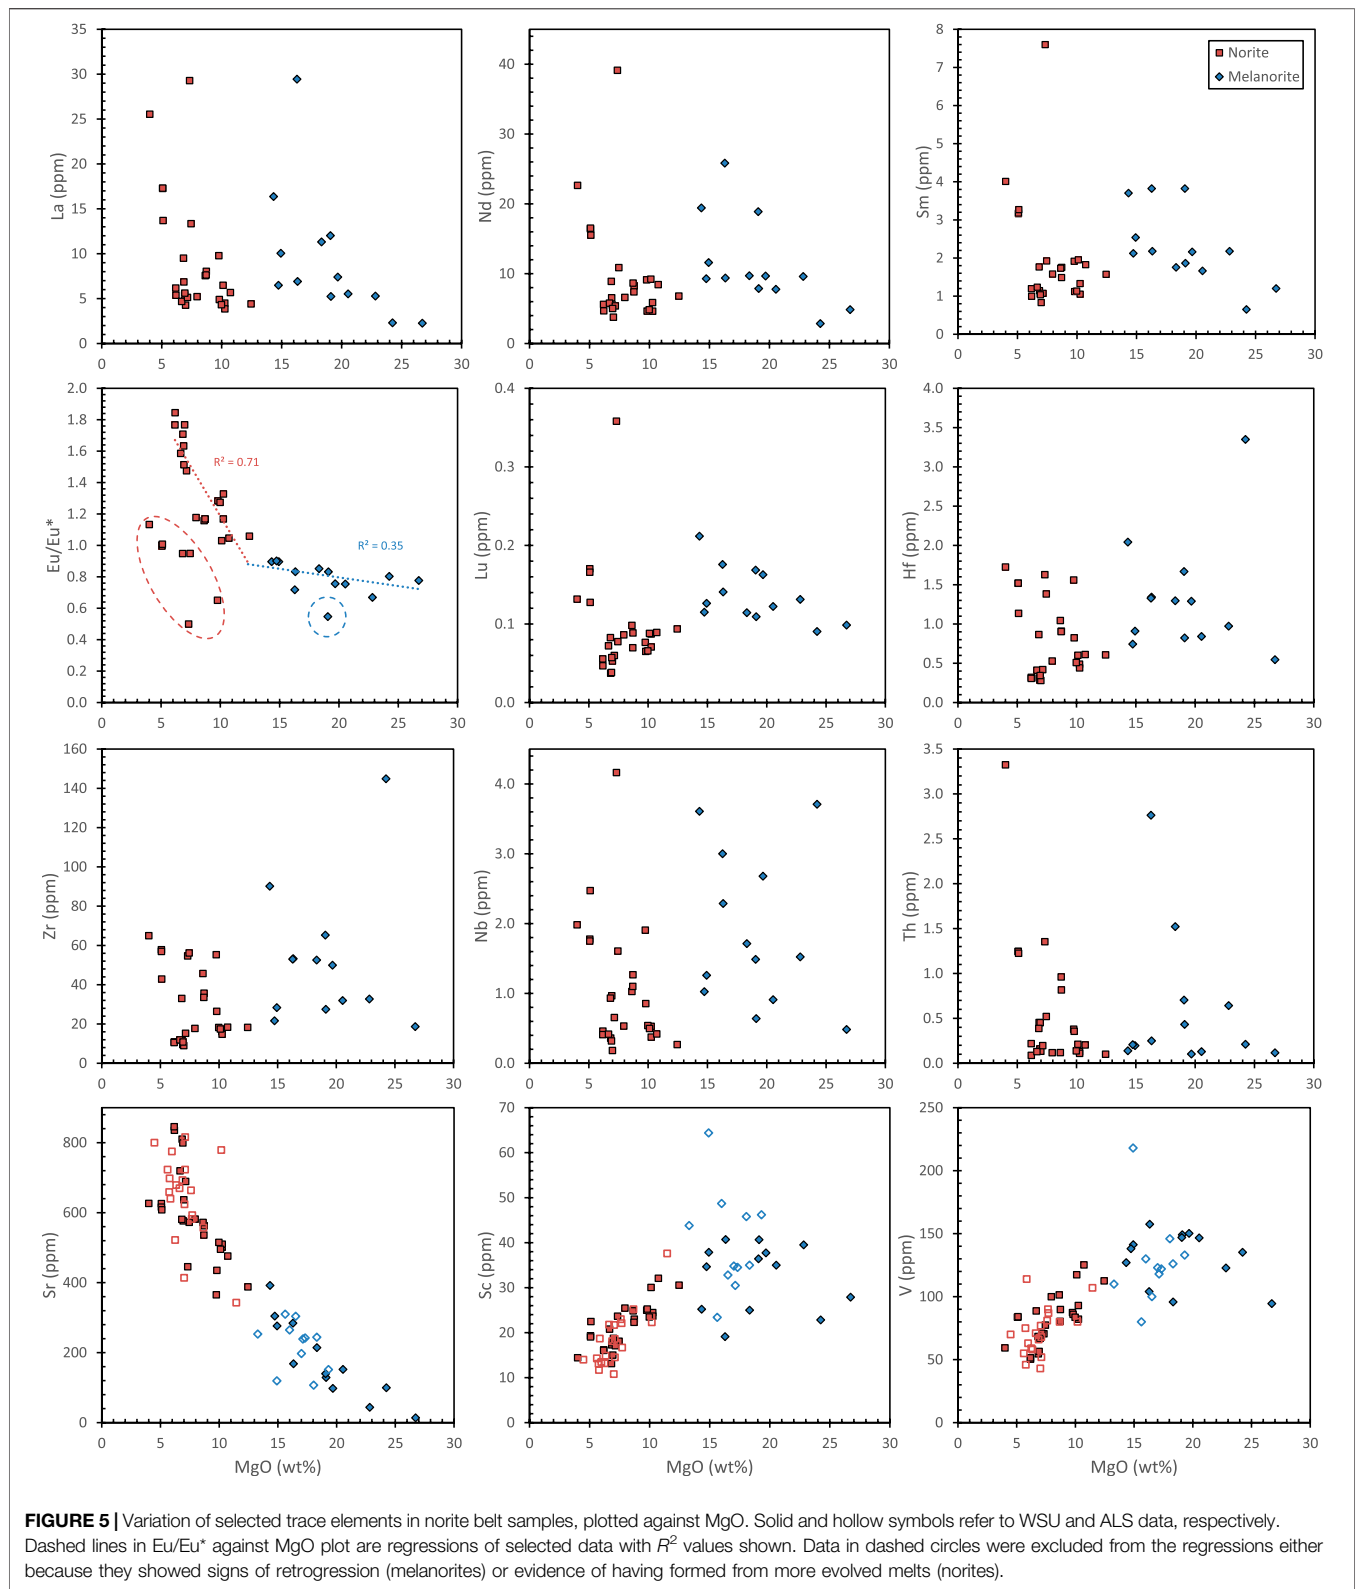 35
30
25
20
15
10
5
0
La (ppm)
0 5 10 15 20 25 30
40
30
20
10
0
Nd (ppm)
0 5 10 15 20 25 30
8
7
6
5
4
3
2
1
0
Sm (ppm)
Norite
Melanorite
0 5 10 15 20 25 30
2.0
1.8
1.6
1.4
1.2
1.0
0.8
0.6
0.4
0.2
0.0
Eu/Eu*
R² = 0.71
R² = 0.35
0 5 10 15 20 25 30
0.4
0.3
0.2
0.1
0.0
Lu (ppm)
0 5 10 15 20 25 30
4.0
3.5
3.0
2.5
2.0
1.5
1.0
0.5
0.0
Hf (ppm)
0 5 10 15 20 25 30
160
140
120
100
80
60
40
20
0
Zr (ppm)
0 5 10 15 20 25 30
4.0
3.0
2.0
1.0
0.0
Nb (ppm)
0 5 10 15 20 25 30
3.5
3.0
2.5
2.0
1.5
1.0
0.5
0.0
Th (ppm)
0 5 10 15 20 25 30
800
600
400
200
0
Sr (ppm)
0 5 10 15 20 25 30
MgO (wt%)
70
60
50
40
30
20
10
0
Sc (ppm)
0 5 10 15 20 25 30
MgO (wt%)
250
200
150
100
50
0
V (ppm)
0 5 10 15 20 25 30
MgO (wt%)
FIGURE 5 | Variation of selected trace elements in norite belt samples, plotted against MgO. Solid and hollow symbols refer to WSU and ALS data, respectively.
Dashed lines in Eu/Eu* against MgO plot are regressions of selected data with R² values shown. Data in dashed circles were excluded from the regressions either
because they showed signs of retrogression (melanorites) or evidence of having formed from more evolved melts (norites).